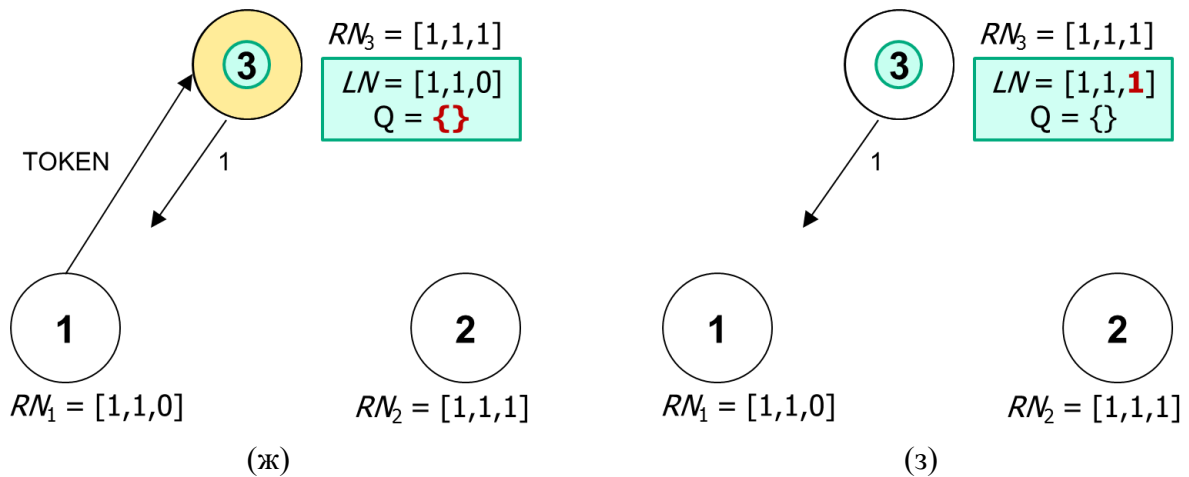 3
RN₃ = [1,1,1]
LN = [1,1,0]
Q = {}
TOKEN
1
1
2
RN₁ = [1,1,0]
RN₂ = [1,1,1]
(ж)
3
RN₃ = [1,1,1]
LN = [1,1,1]
Q = {}
1
1
2
RN₁ = [1,1,0]
RN₂ = [1,1,1]
(з)